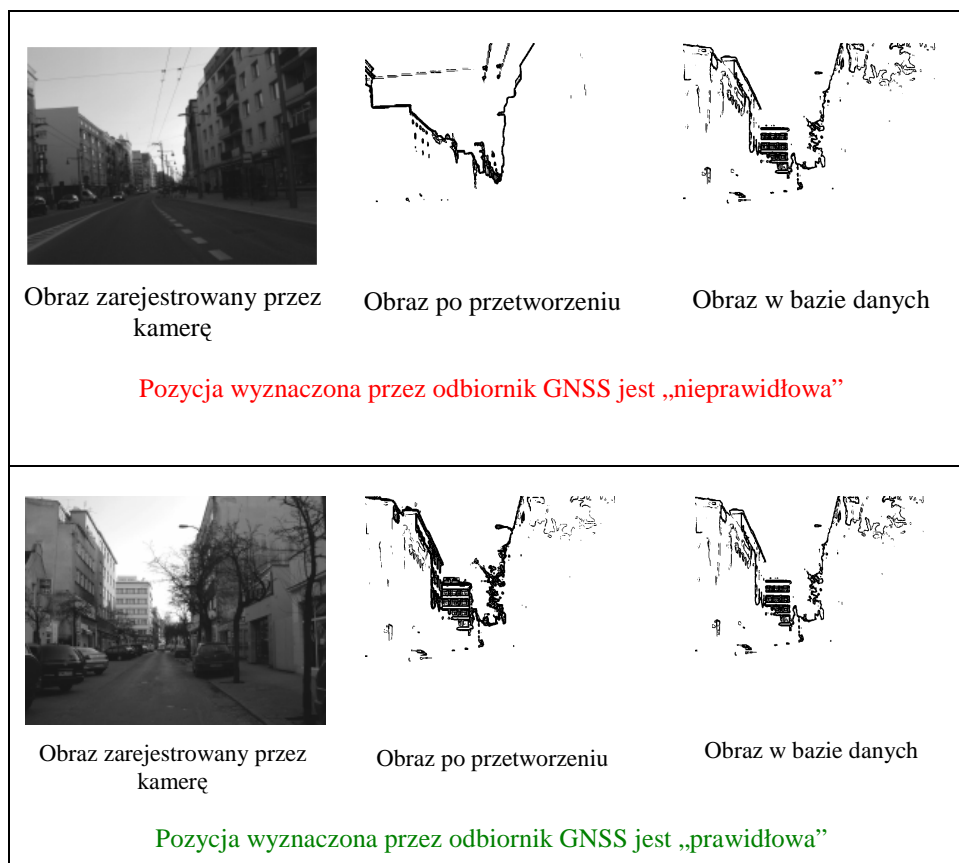 Obraz zarejestrowany przez
kamerę
Obraz po przetworzeniu
Obraz w bazie danych
Pozycja wyznaczona przez odbiornik GNSS jest „nieprawidłowa”
Obraz zarejestrowany przez
kamerę
Obraz po przetworzeniu
Obraz w bazie danych
Pozycja wyznaczona przez odbiornik GNSS jest „prawidłowa”